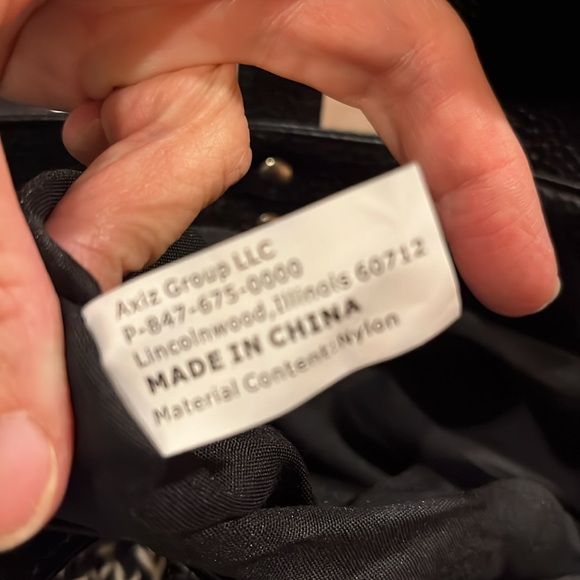 Axiz Group LLC
P-847-675-0000
Lincolnwood,Illinois 60712
MADE IN CHINA
Material Content:Nylon